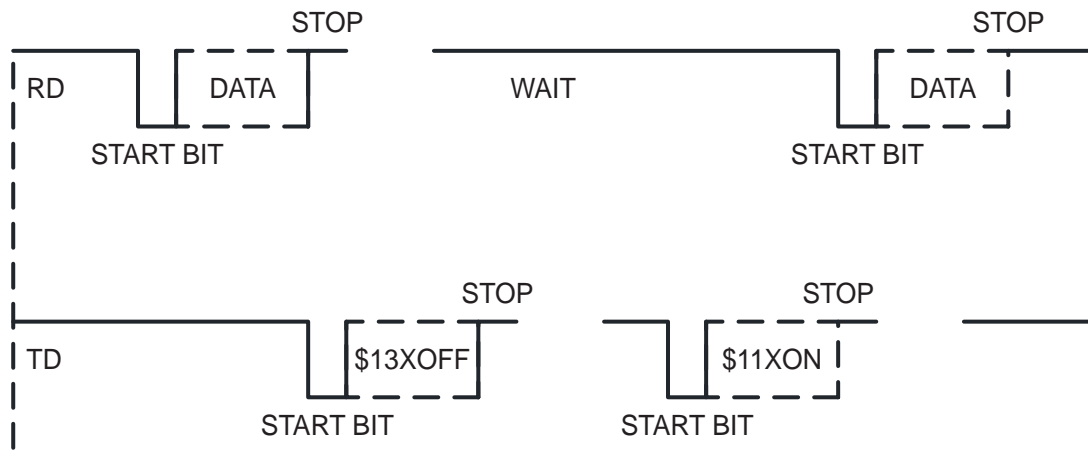 STOP STOP
RD DATA WAIT DATA
START BIT START BIT
STOP STOP
TD $13XOFF $11XON
START BIT START BIT